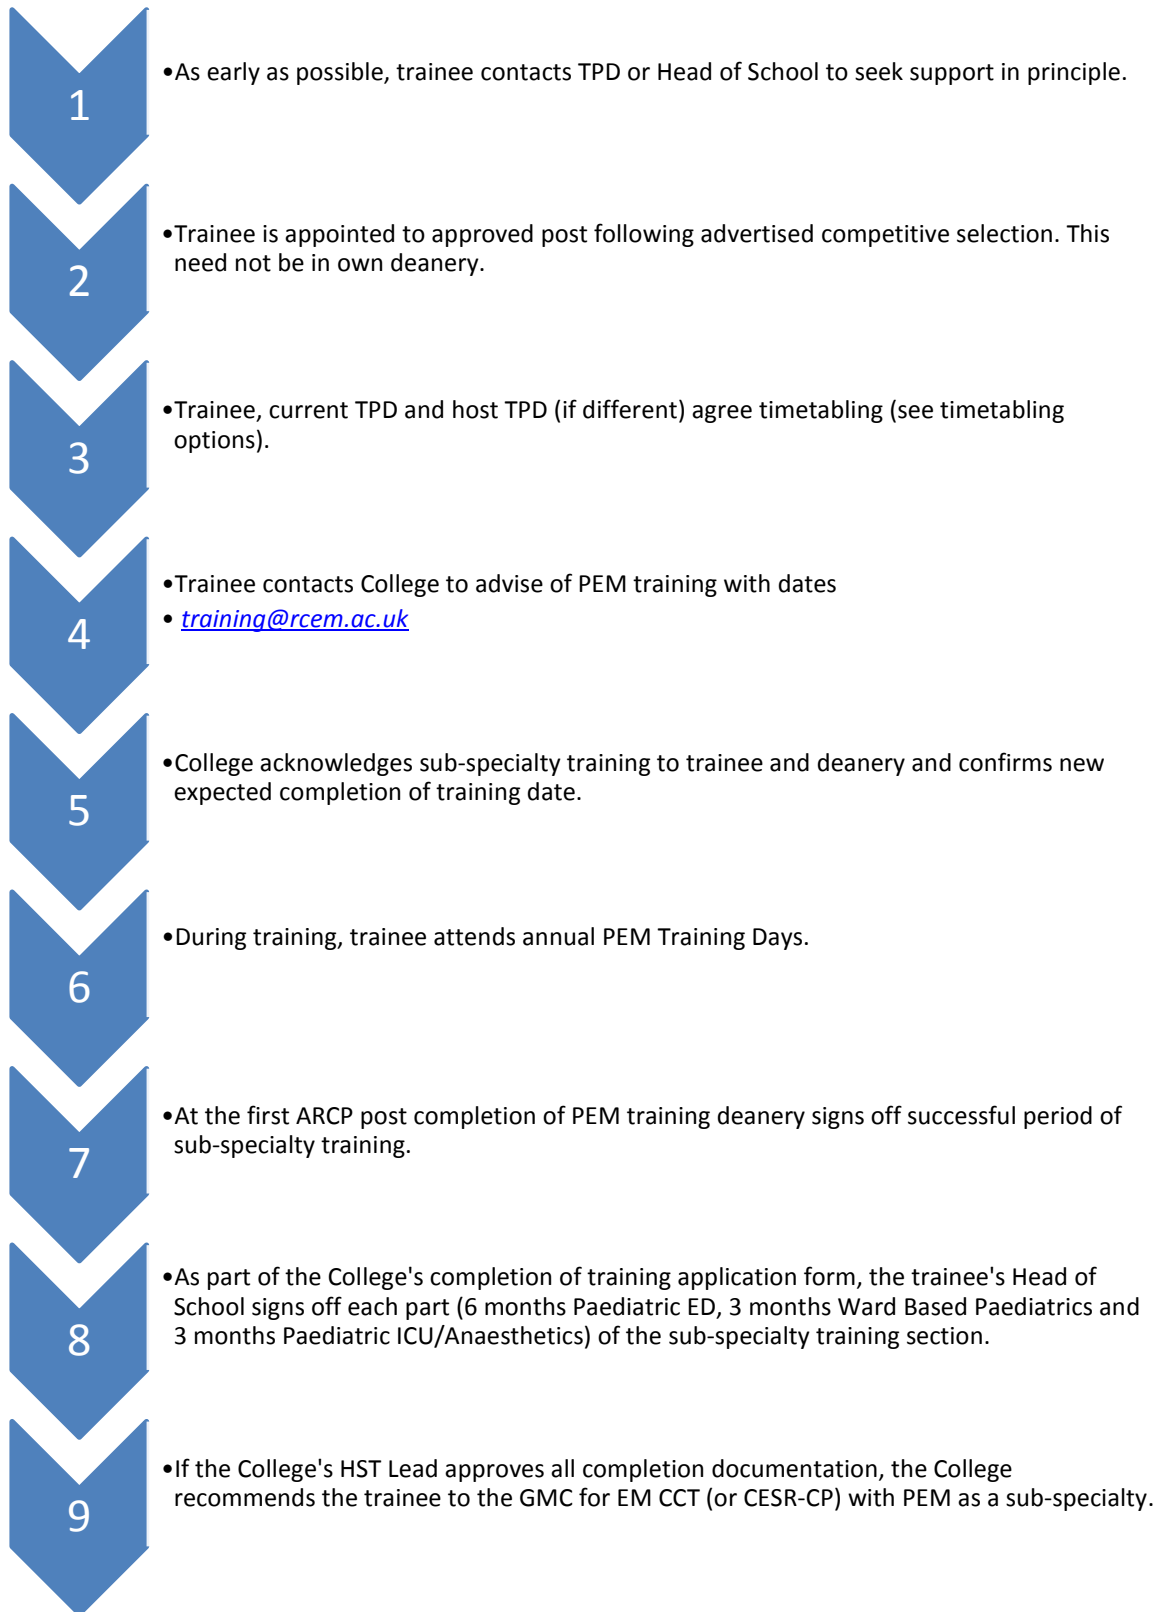 1
•As early as possible, trainee contacts TPD or Head of School to seek support in principle.
2
•Trainee is appointed to approved post following advertised competitive selection. This
need not be in own deanery.
3
•Trainee, current TPD and host TPD (if different) agree timetabling (see timetabling
options).
4
•Trainee contacts College to advise of PEM training with dates
• training@rcem.ac.uk
5
•College acknowledges sub-specialty training to trainee and deanery and confirms new
expected completion of training date.
6
•During training, trainee attends annual PEM Training Days.
7
•At the first ARCP post completion of PEM training deanery signs off successful period of
sub-specialty training.
8
•As part of the College's completion of training application form, the trainee's Head of
School signs off each part (6 months Paediatric ED, 3 months Ward Based Paediatrics and
3 months Paediatric ICU/Anaesthetics) of the sub-specialty training section.
9
•If the College's HST Lead approves all completion documentation, the College
recommends the trainee to the GMC for EM CCT (or CESR-CP) with PEM as a sub-specialty.